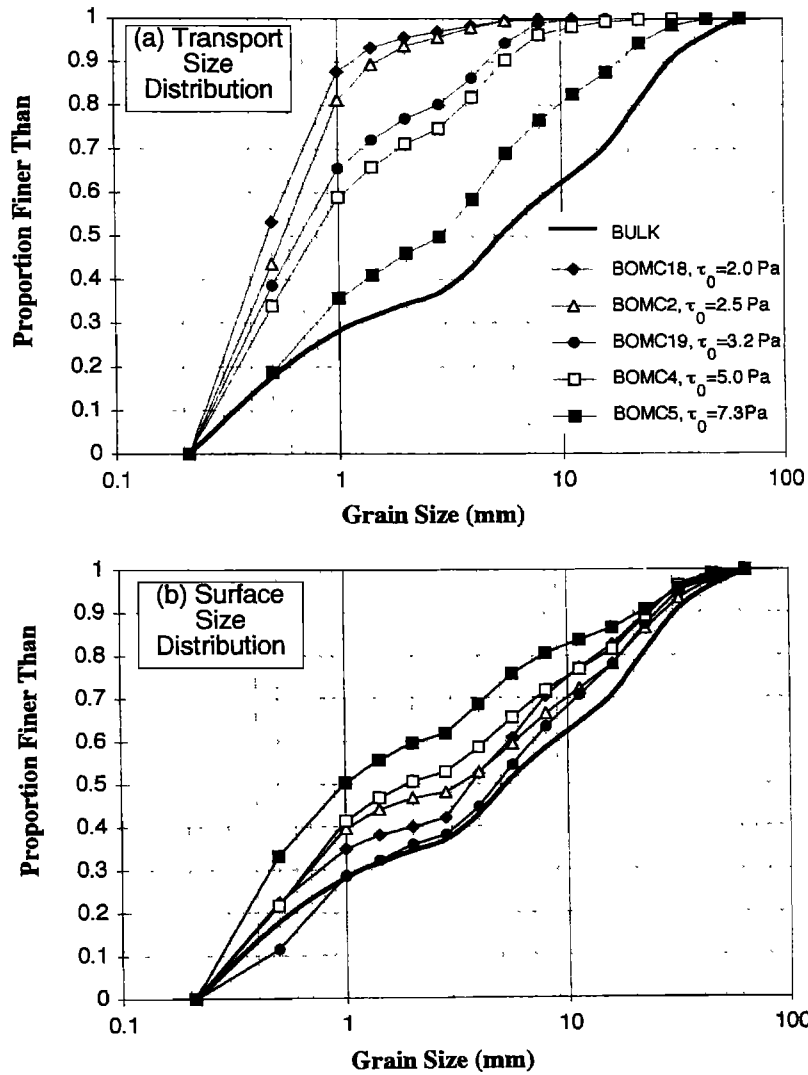 (a) Transport
Size
Distribution
Proportion Finer Than
1
0.9
0.8
0.7
0.6
0.5
0.4
0.3
0.2
0.1
0
BULK
BOMC18, τ0=2.0 Pa
BOMC2, τ0=2.5 Pa
BOMC19, τ0=3.2 Pa
BOMC4, τ0=5.0 Pa
BOMC5, τ0=7.3Pa
0.1 1 10 100
Grain Size (mm)
(b) Surface
Size
Distribution
Proportion Finer Than
1
0.9
0.8
0.7
0.6
0.5
0.4
0.3
0.2
0.1
0
0.1 1 10 100
Grain Size (mm)